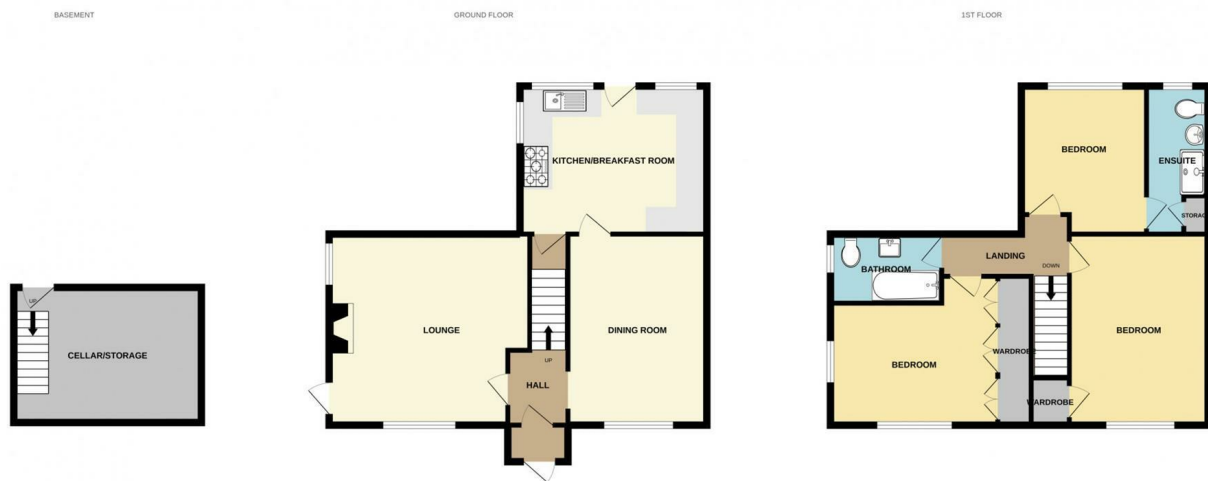 BASEMENT
GROUND FLOOR
1ST FLOOR
UP
CELLAR/STORAGE
KITCHEN/BREAKFAST ROOM
LOUNGE
DINING ROOM
UP
HALL
BEDROOM
ENSUITE
STORAG
LANDING
DOWN
BATHROOM
BEDROOM
WARDROBE
BEDROOM
WARDROBE